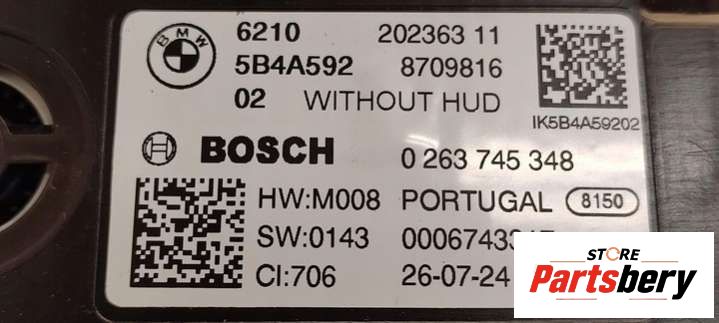 BMW
6210 202363 11
5B4A592 8709816
02 WITHOUT HUD
IK5B4A59202
BOSCH 0 263 745 348
HW:M008 PORTUGAL 8150
SW:0143
CI:706 26-07-24
STORE
Partsbery